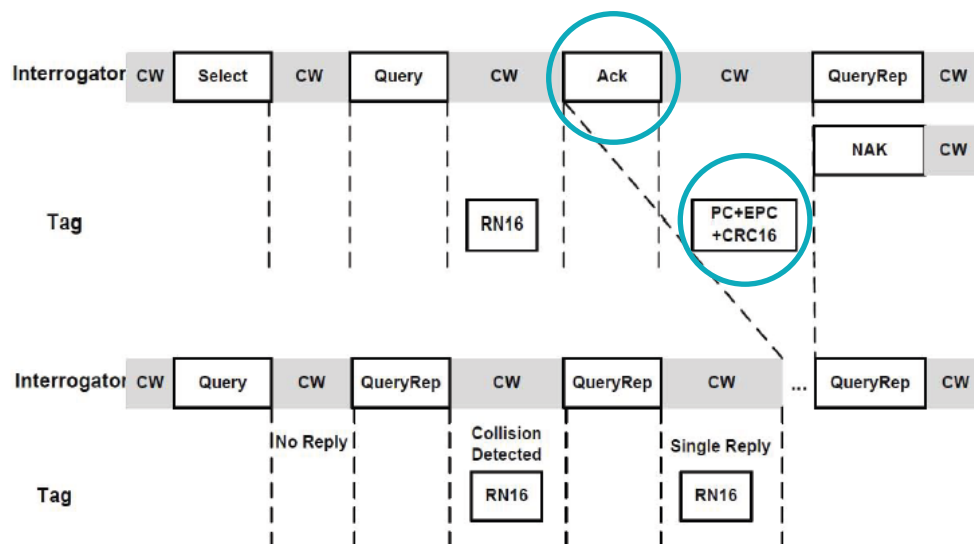 Interrogator CW Select CW Query CW Ack CW QueryRep CW
NAK CW
Tag RN16 PC+EPC
+CRC16
Interrogator CW Query CW QueryRep CW QueryRep CW ... QueryRep CW
No Reply Collision
Detected Single Reply
Tag RN16 RN16